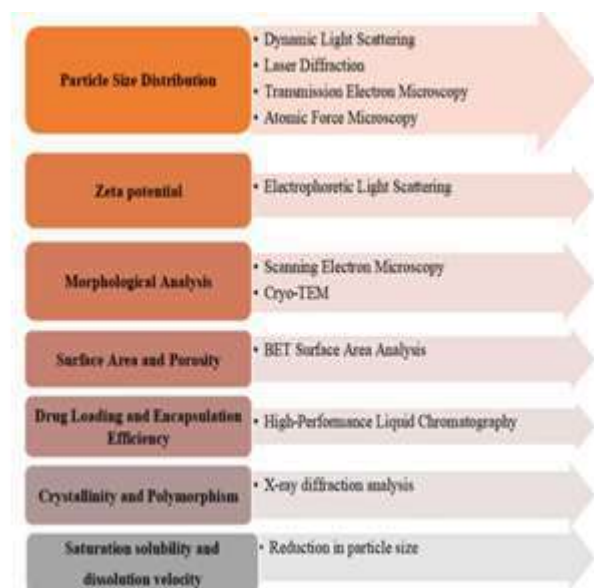 Particle Size Distribution
• Dynamic Light Scattering
• Laser Diffraction
• Transmission Electron Microscopy
• Atomic Force Microscopy
Zeta potential
• Electrophoretic Light Scattering
Morphological Analysis
• Scanning Electron Microscopy
• Cryo-TEM
Surface Area and Porosity
• BET Surface Area Analysis
Drug Loading and Encapsulation
Efficiency
• High-Performance Liquid Chromatography
Crystallinity and Polymorphism
• X-ray diffraction analysis
Saturation solubility and
dissolution velocity
• Reduction in particle size